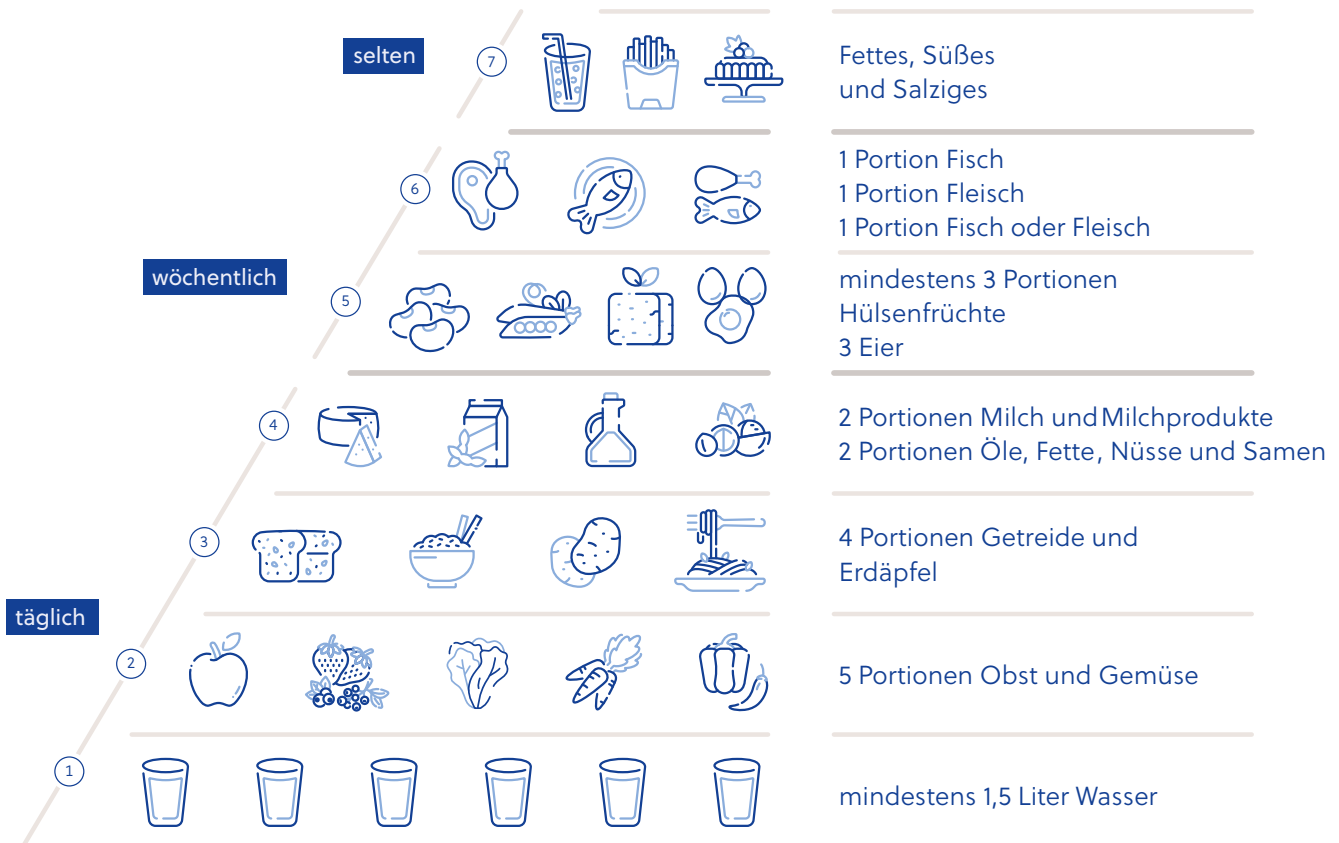 selten
7
Fettes, Süßes
und Salziges
6
1 Portion Fisch
1 Portion Fleisch
1 Portion Fisch oder Fleisch
wöchentlich
5
mindestens 3 Portionen
Hülsenfrüchte
3 Eier
4
2 Portionen Milch und Milchprodukte
2 Portionen Öle, Fette, Nüsse und Samen
3
4 Portionen Getreide und
Erdäpfel
täglich
2
5 Portionen Obst und Gemüse
1
mindestens 1,5 Liter Wasser